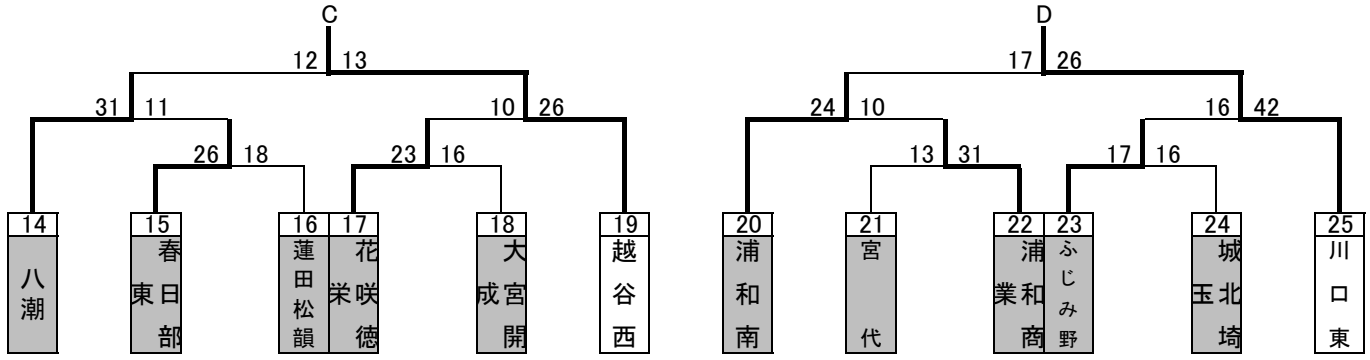 C D
12 13 17 26
31 11 10 26 24 10 16 42
26 18 23 16 13 31 17 16
14 15 16 17 18 19 20 21 22 23 24 25
八潮
春日部東
蓮田松韻
花咲徳栄
大宮開成
越谷西
浦和南
宮代
浦和商業
ふじみ野
城北埼玉
川口東